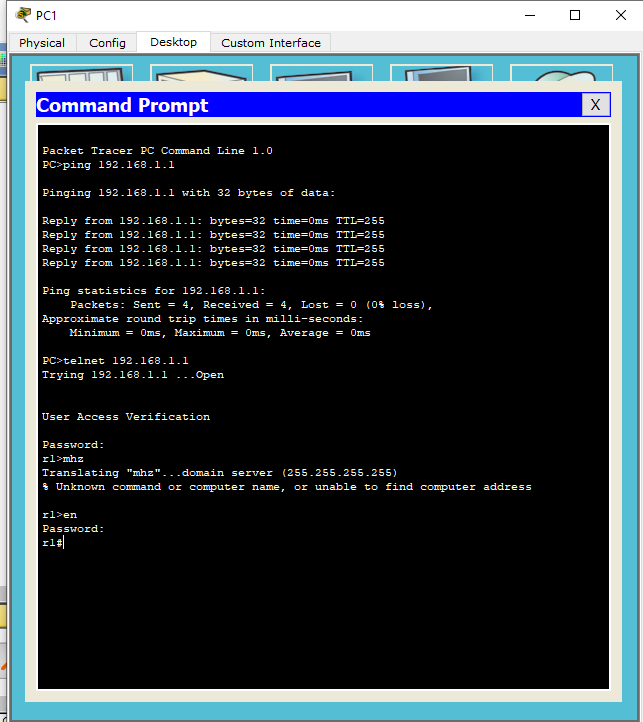 PC1
Physical Config Desktop Custom Interface
Command Prompt
X
Packet Tracer PC Command Line 1.0
PC>ping 192.168.1.1
Pinging 192.168.1.1 with 32 bytes of data:
Reply from 192.168.1.1: bytes=32 time=0ms TTL=255
Reply from 192.168.1.1: bytes=32 time=0ms TTL=255
Reply from 192.168.1.1: bytes=32 time=0ms TTL=255
Reply from 192.168.1.1: bytes=32 time=0ms TTL=255
Ping statistics for 192.168.1.1:
Packets: Sent = 4, Received = 4, Lost = 0 (0% loss),
Approximate round trip times in milli-seconds:
Minimum = 0ms, Maximum = 0ms, Average = 0ms
PC>telnet 192.168.1.1
Trying 192.168.1.1 ...Open
User Access Verification
Password:
r1>mhz
Translating "mhz"...domain server (255.255.255.255)
% Unknown command or computer name, or unable to find computer address
r1>en
Password:
r1#